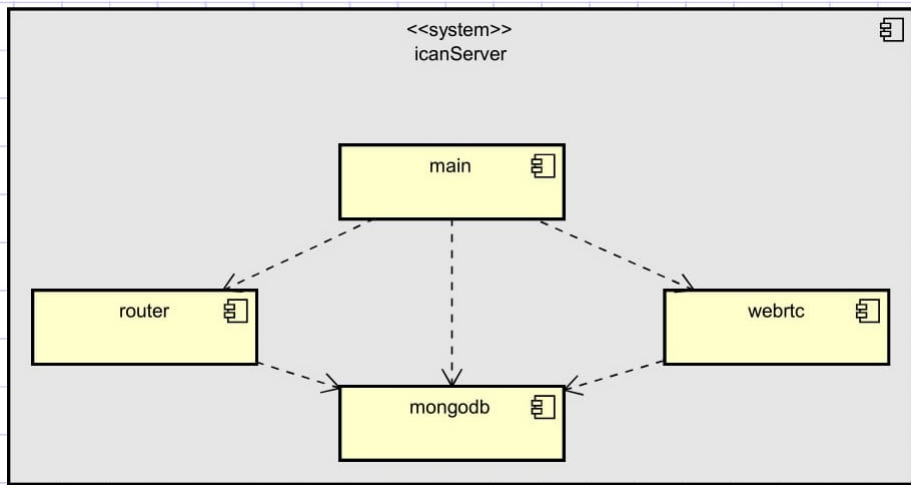 <<system>>
icanServer
main
router
webrtc
mongodb